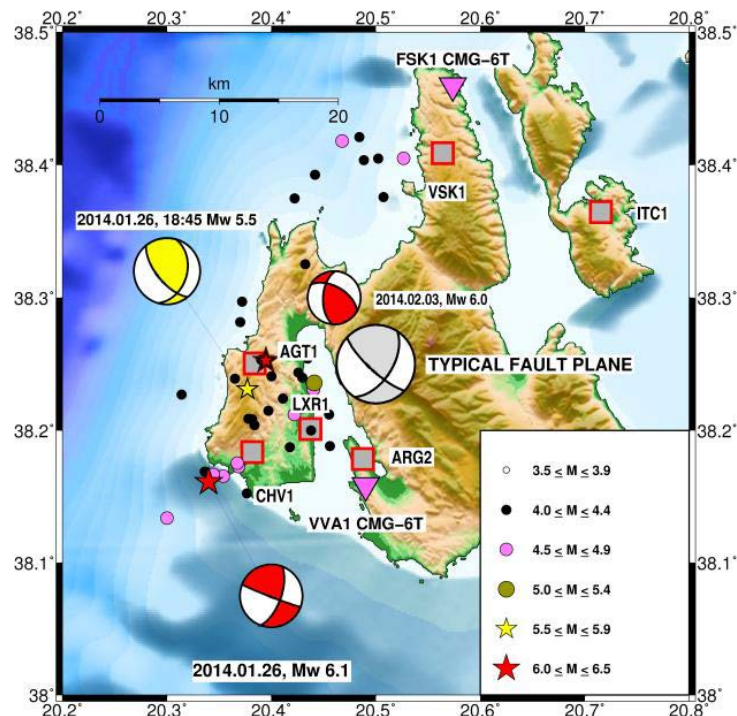 20.2° 20.3° 20.4° 20.5° 20.6° 20.7° 20.8°
38.5° 38.5°
FSK1 CMG-6T
km
0 10 20
38.4° 38.4°
VSK1
ITC1
2014.01.26, 18:45 Mw 5.5
38.3° 38.3°
2014.02.03, Mw 6.0
AGT1
TYPICAL FAULT PLANE
LXR1
38.2° 38.2°
ARG2
CHV1
VVA1 CMG-6T
3.5 ≤ M ≤ 3.9
4.0 ≤ M ≤ 4.4
4.5 ≤ M ≤ 4.9
5.0 ≤ M ≤ 5.4
5.5 ≤ M ≤ 5.9
6.0 ≤ M ≤ 6.5
38.1° 38.1°
2014.01.26, Mw 6.1
38° 38°
20.2° 20.3° 20.4° 20.5° 20.6° 20.7° 20.8°